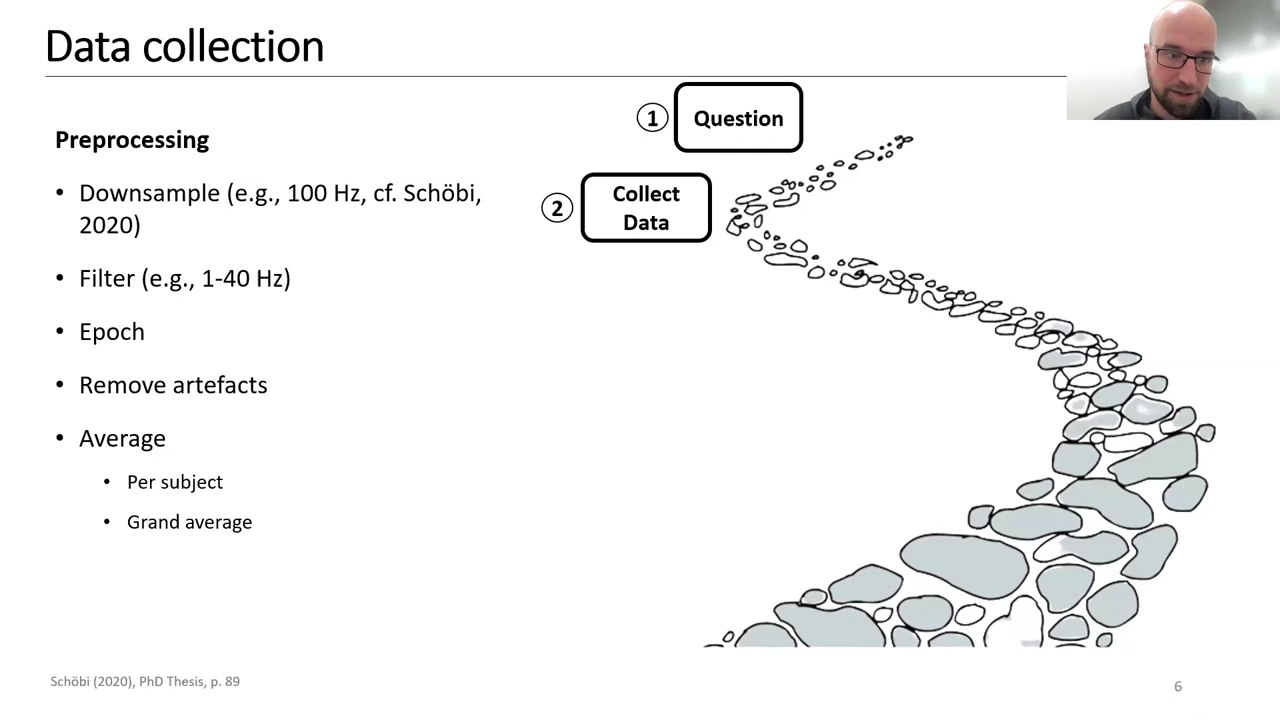 Data collection
Preprocessing
• Downsample (e.g., 100 Hz, cf. Schöbi,
2020)
• Filter (e.g., 1-40 Hz)
• Epoch
• Remove artefacts
• Average
• Per subject
• Grand average
1 Question
2 Collect
Data
Schöbi (2020), PhD Thesis, p. 89
6